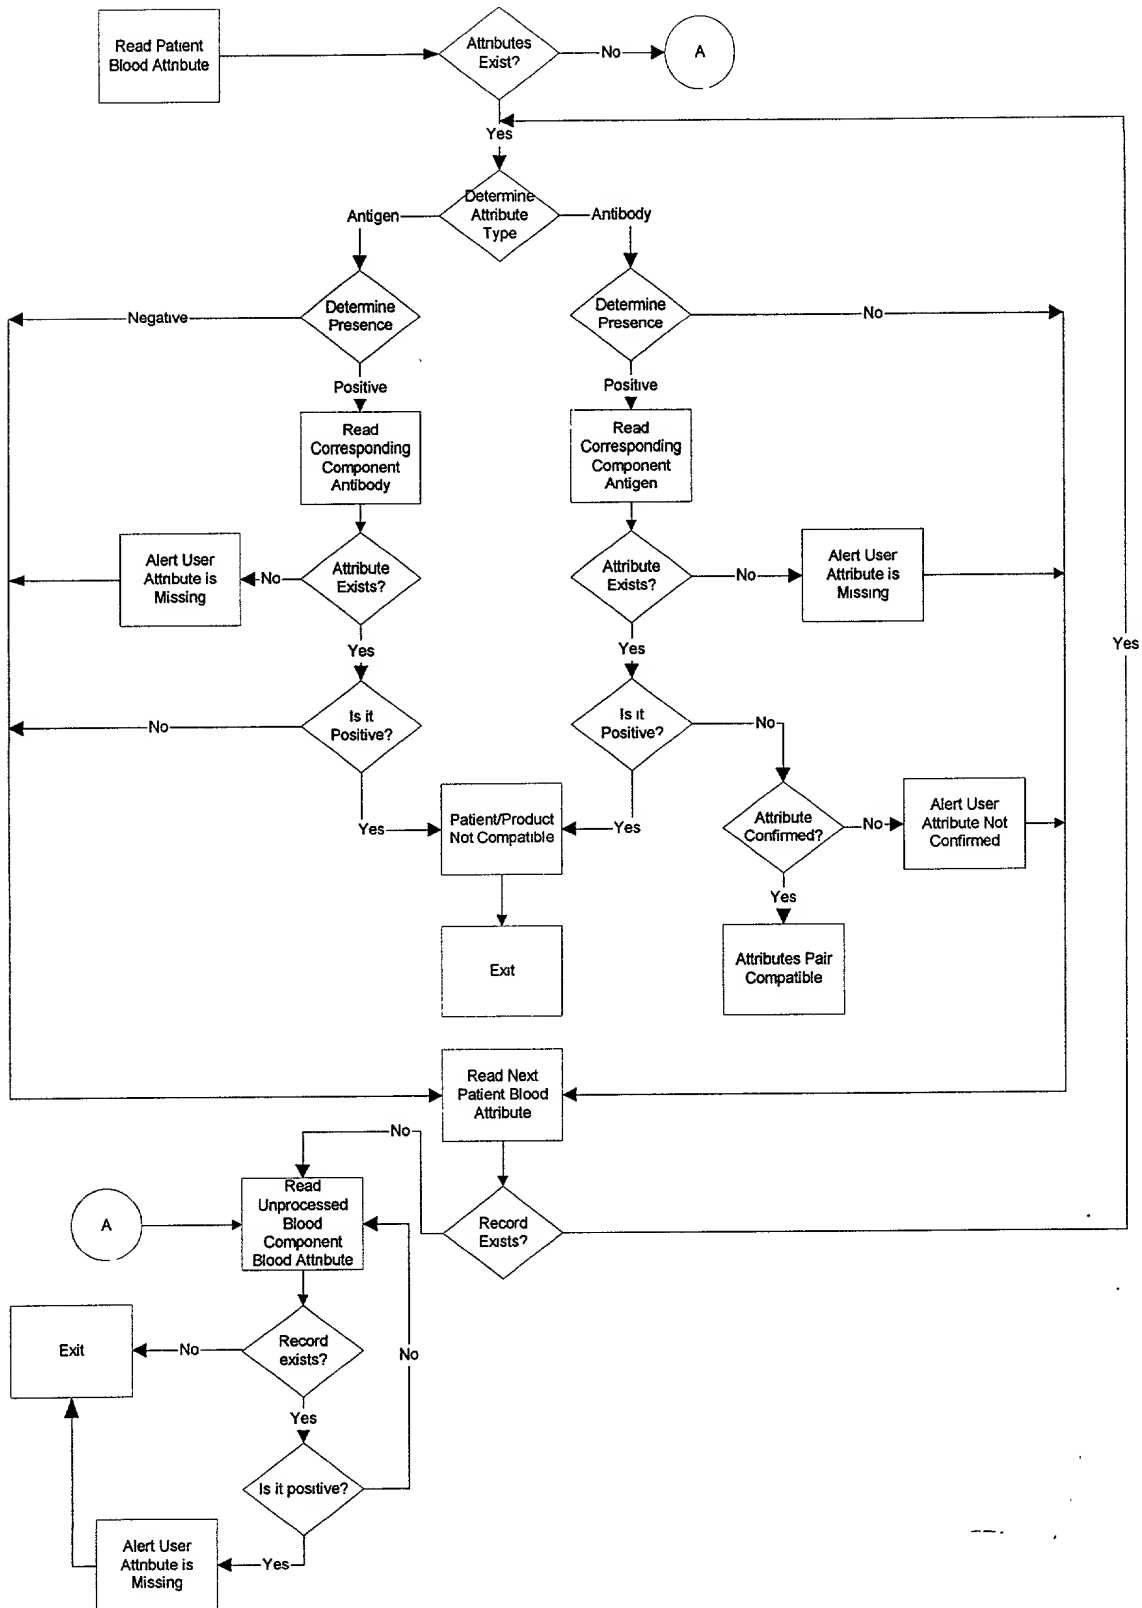 Read Patient
Blood Attribute
Attributes
Exist?
No
A
Yes
Determine
Attribute
Type
Antigen
Antibody
Determine
Presence
Negative
Determine
Presence
No
Positive
Positive
Read
Corresponding
Component
Antibody
Read
Corresponding
Component
Antigen
Alert User
Attribute is
Missing
No
Attribute
Exists?
Attribute
Exists?
No
Alert User
Attribute is
Missing
Yes
Yes
Yes
No
Is it
Positive?
Is it
Positive?
No
Yes
Patient/Product
Not Compatible
Yes
Attribute
Confirmed?
No
Alert User
Attribute Not
Confirmed
Yes
Exit
Attributes Pair
Compatible
Read Next
Patient Blood
Attribute
No
A
Read
Unprocessed
Blood
Component
Blood Attribute
Record
Exists?
Exit
No
Record
exists?
No
Yes
Is it positive?
Alert User
Attribute is
Missing
Yes